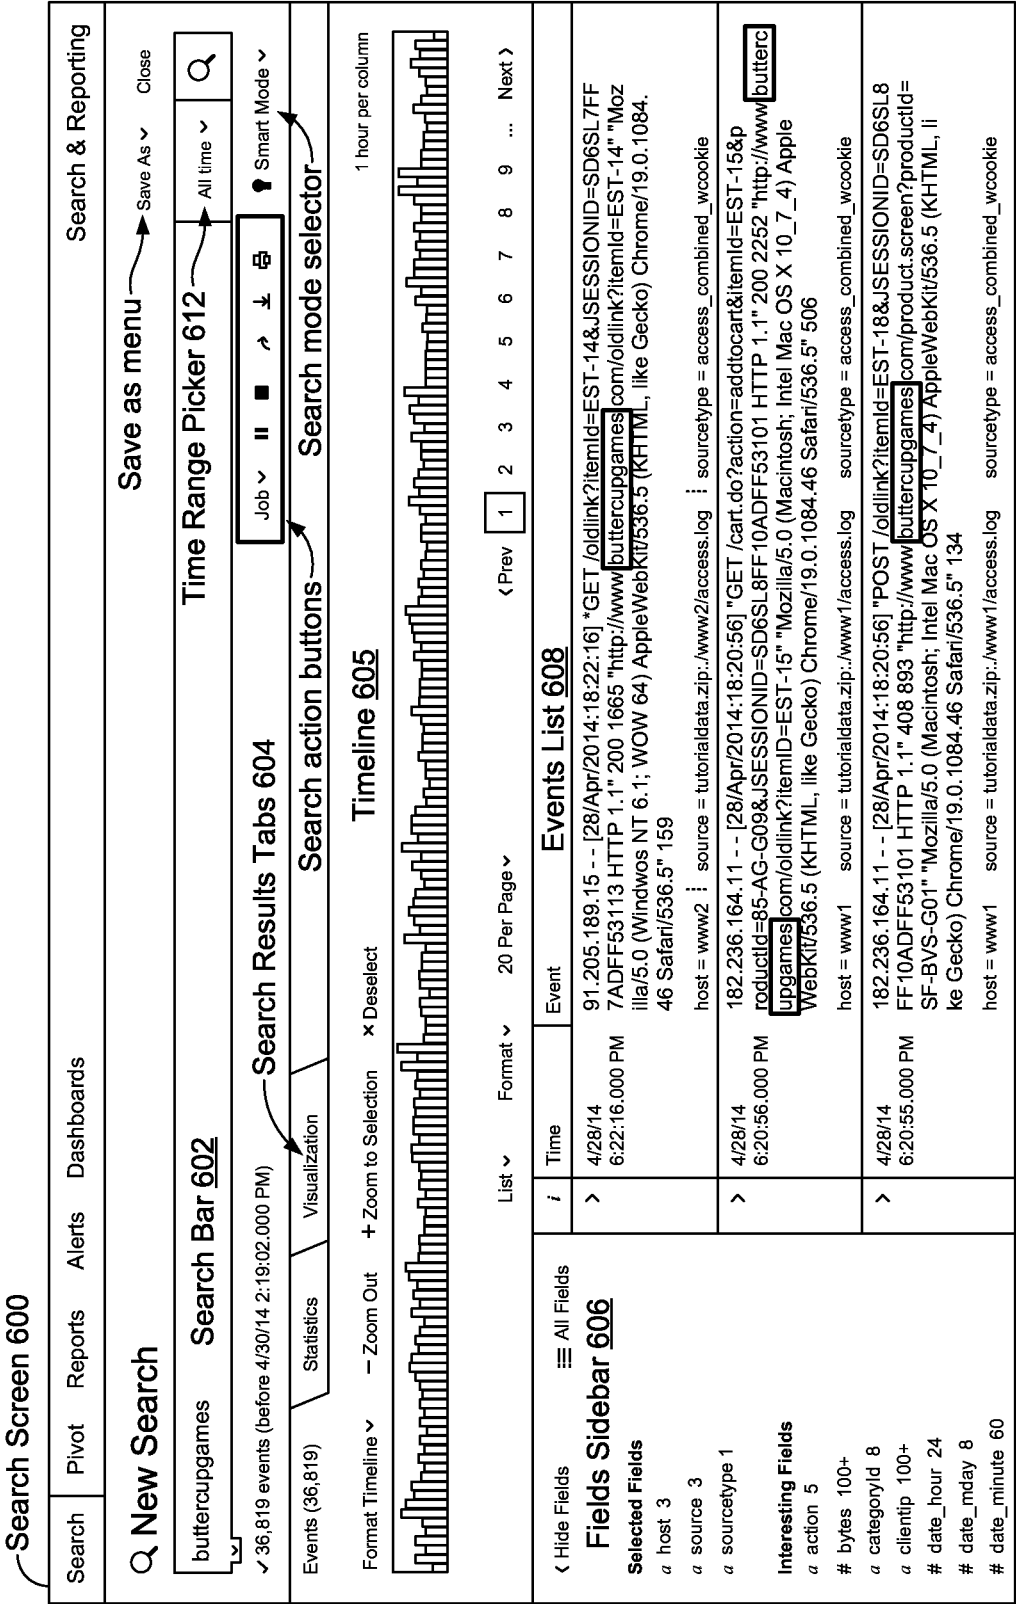 Search Screen 600
Search Pivot Reports Alerts Dashboards Search & Reporting
New Search
Save as menu
Save As Close
buttercupgames
Search Bar 602
Time Range Picker 612
All time
✓ 36,819 events (before 4/30/14 2:19:02.000 PM)
Search Results Tabs 604
Job
Smart Mode
Events (36,819) Statistics Visualization
Search action buttons
Search mode selector
Format Timeline – Zoom Out + Zoom to Selection × Deselect
Timeline 605
1 hour per column
List Format 20 Per Page
< Prev 1 2 3 4 5 6 7 8 9 ... Next >
< Hide Fields All Fields
Fields Sidebar 606
Selected Fields
a host 3
a source 3
a sourcetype 1
Interesting Fields
a action 5
# bytes 100+
a categoryId 8
a clientip 100+
# date_hour 24
# date_mday 8
# date_minute 60
i Time Event
Events List 608
> 4/28/14
6:22:16.000 PM
91.205.189.15 - - [28/Apr/2014:18:22:16] *GET /oldlink?itemId=EST-14&JSESSIONID=SD6SL7FF
7ADFF53113 HTTP 1.1" 200 1665 "http://www buttercupgames com/oldlink?itemId=EST-14" "Moz
illa/5.0 (Windwos NT 6.1; WOW 64) AppleWebKit/536.5 (KHTML, like Gecko) Chrome/19.0.1084.
46 Safari/536.5" 159
host = www2 source = tutorialdata.zip:./www2/access.log sourcetype = access_combined_wcookie
> 4/28/14
6:20:56.000 PM
182.236.164.11 - - [28/Apr/2014:18:20:56] "GET /cart.do?action=addtocart&itemId=EST-15&p
roductId=85-AG-G09&JSESSIONID=SD6SL8FF10ADFF53101 HTTP 1.1" 200 2252 "http://www butterc
upgames com/oldlink?itemID=EST-15" "Mozilla/5.0 (Macintosh; Intel Mac OS X 10_7_4) Apple
WebKit/536.5 (KHTML, like Gecko) Chrome/19.0.1084.46 Safari/536.5" 506
host = www1 source = tutorialdata.zip:./www1/access.log sourcetype = access_combined_wcookie
> 4/28/14
6:20:55.000 PM
182.236.164.11 - - [28/Apr/2014:18:20:56] "POST /oldlink?itemId=EST-18&JSESSIONID=SD6SL8
FF10ADFF53101 HTTP 1.1" 408 893 "http://www buttercupgames com/product.screen?productId=
SF-BVS-G01" "Mozilla/5.0 (Macintosh; Intel Mac OS X 10_7_4) AppleWebKit/536.5 (KHTML, li
ke Gecko) Chrome/19.0.1084.46 Safari/536.5" 134
host = www1 source = tutorialdata.zip:./www1/access.log sourcetype = access_combined_wcookie